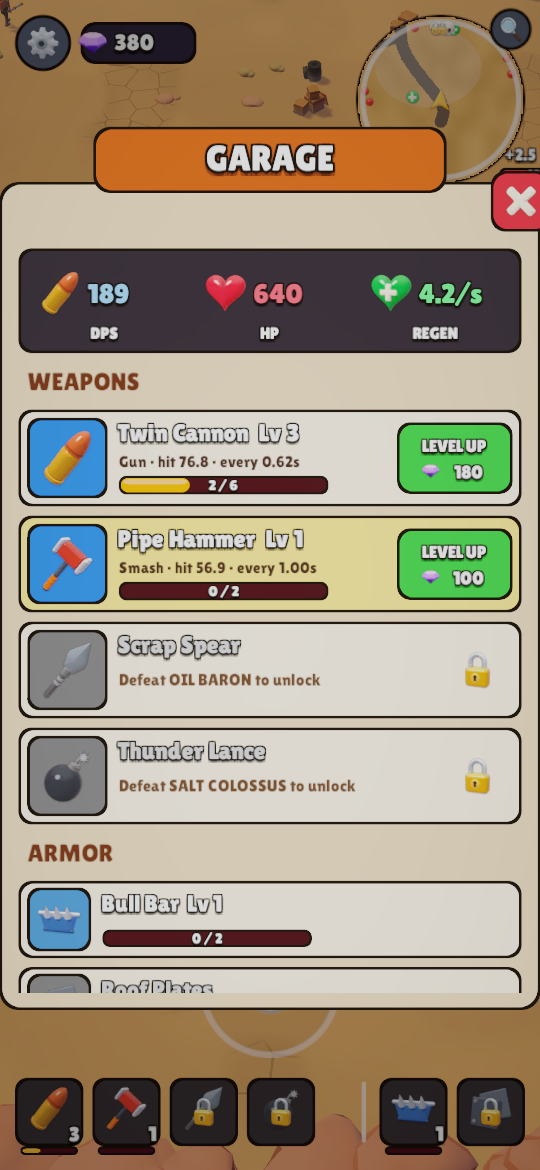 380
+2.5
GARAGE
189
640
4.2/s
DPS
HP
REGEN
WEAPONS
Twin Cannon Lv 3
Gun · hit 76.8 · every 0.62s
2/6
LEVEL UP
180
Pipe Hammer Lv 1
Smash · hit 56.9 · every 1.00s
0/2
LEVEL UP
100
Scrap Spear
Defeat OIL BARON to unlock
Thunder Lance
Defeat SALT COLOSSUS to unlock
ARMOR
Bull Bar Lv 1
0/2
Roof Plates
3
1
1